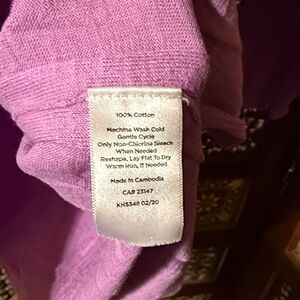 100% Cotton
Machine Wash Cold
Gentle Cycle
Only Non-Chlorine Bleach
When Needed
Reshape, Lay Flat To Dry
Warm Iron, If Needed
Made in Cambodia
CA# 23147
KNS348 02/20